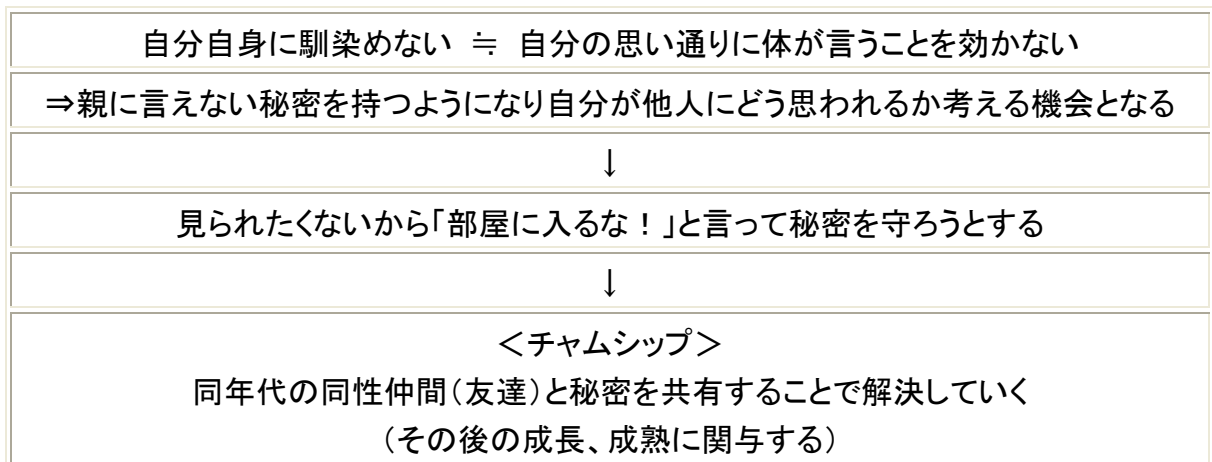 自分自身に馴染めない ≒ 自分の思い通りに体が言うことを効かない
⇒親に言えない秘密を持つようになり自分が他人にどう思われるか考える機会となる
↓
見られたくないから「部屋に入るな！」と言って秘密を守ろうとする
↓
＜チャムシップ＞
同年代の同性仲間（友達）と秘密を共有することで解決していく
（その後の成長、成熟に関与する）